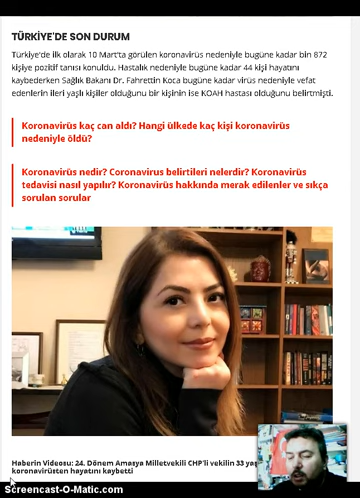 TÜRKİYE'DE SON DURUM
Türkiye'de ilk olarak 10 Mart'ta görülen koronavirüs nedeniyle bugüne kadar bin 872
kişiye pozitif tanısı konuldu. Hastalık nedeniyle bugüne kadar 44 kişi hayatını
kaybederken Sağlık Bakanı Dr. Fahrettin Koca bugüne kadar virüs nedeniyle vefat
edenlerin ileri yaşlı kişiler olduğunu bir kişinin ise KOAH hastası olduğunu belirtmişti.
Koronavirüs kaç can aldı? Hangi ülkede kaç kişi koronavirüs
nedeniyle öldü?
Koronavirüs nedir? Coronavirus belirtileri nelerdir? Koronavirüs
tedavisi nasıl yapılır? Koronavirüs hakkında merak edilenler ve sıkça
sorulan sorular
Haberin Videosu: 24. Dönem Amasya Milletvekili CHP'li vekilin 33 yaş
koronavirüsten hayatını kaybetti
Screencast-O-Matic.com